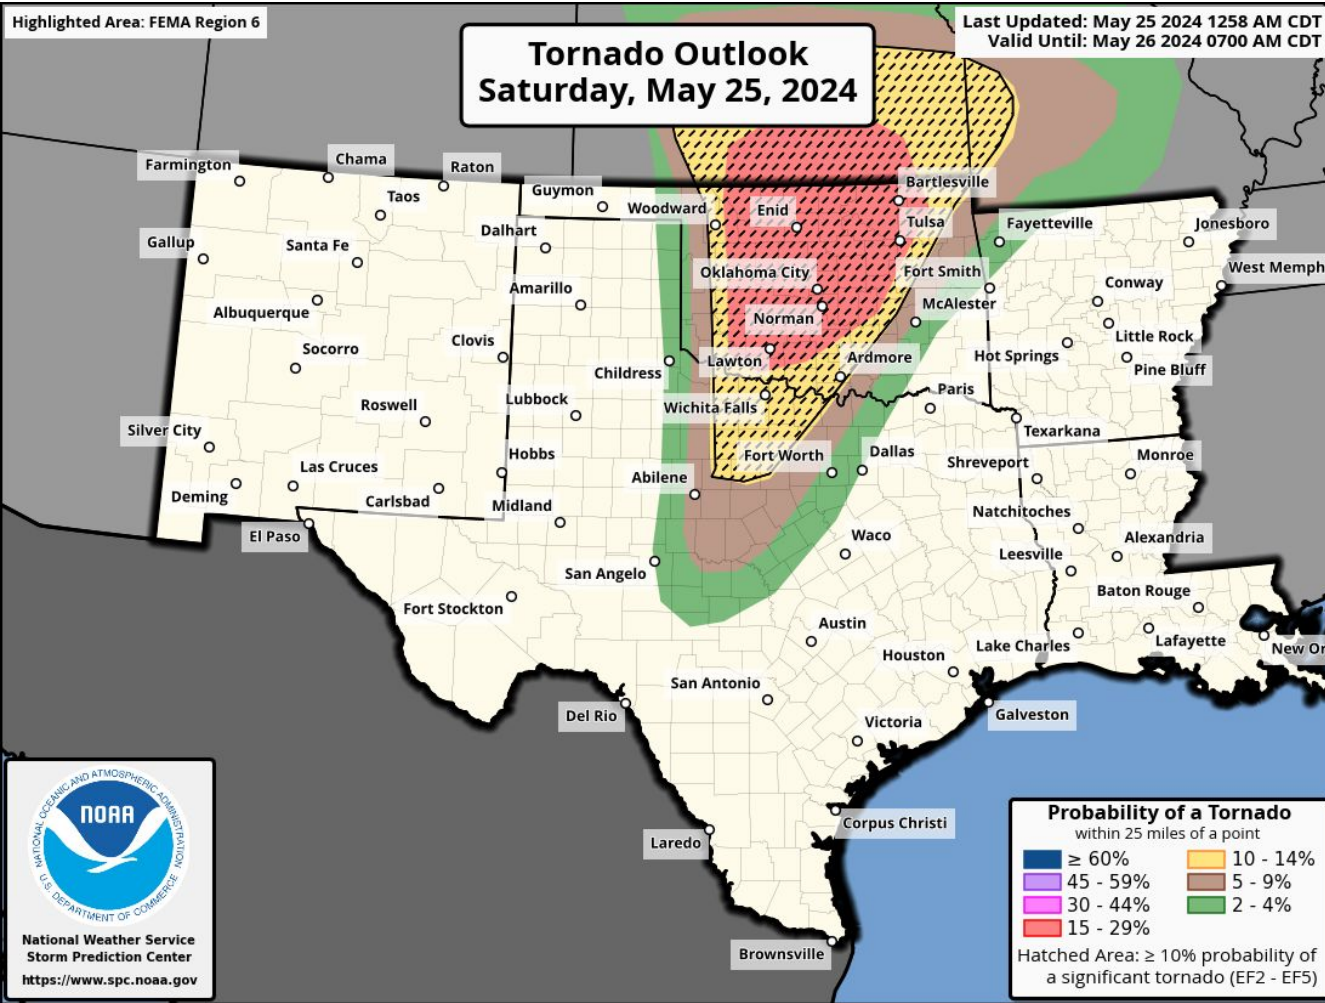 Highlighted Area: FEMA Region 6
Last Updated: May 25 2024 1258 AM CDT
Valid Until: May 26 2024 0700 AM CDT
Tornado Outlook
Saturday, May 25, 2024
Farmington
Chama
Raton
Taos
Guymon
Woodward
Enid
Bartlesville
Tulsa
Fayetteville
Jonesboro
Gallup
Santa Fe
Dalhart
Amarillo
Oklahoma City
Fort Smith
West Memph
Conway
McAlester
Albuquerque
Norman
Little Rock
Socorro
Clovis
Childress
Lawton
Ardmore
Hot Springs
Pine Bluff
Roswell
Lubbock
Wichita Falls
Paris
Texarkana
Silver City
Hobbs
Fort Worth
Dallas
Shreveport
Monroe
Las Cruces
Abilene
Deming
Carlsbad
Midland
Natchitoches
El Paso
Waco
Alexandria
Leesville
San Angelo
Baton Rouge
Fort Stockton
Austin
Lake Charles
Lafayette
New Or
Houston
San Antonio
Del Rio
Victoria
Galveston
Corpus Christi
Laredo
Brownsville
NATIONAL OCEANIC AND ATMOSPHERIC ADMINISTRATION
NOAA
U.S. DEPARTMENT OF COMMERCE
National Weather Service
Storm Prediction Center
https://www.spc.noaa.gov
Probability of a Tornado
within 25 miles of a point
≥ 60%
45 - 59%
30 - 44%
15 - 29%
10 - 14%
5 - 9%
2 - 4%
Hatched Area: ≥ 10% probability of
a significant tornado (EF2 - EF5)